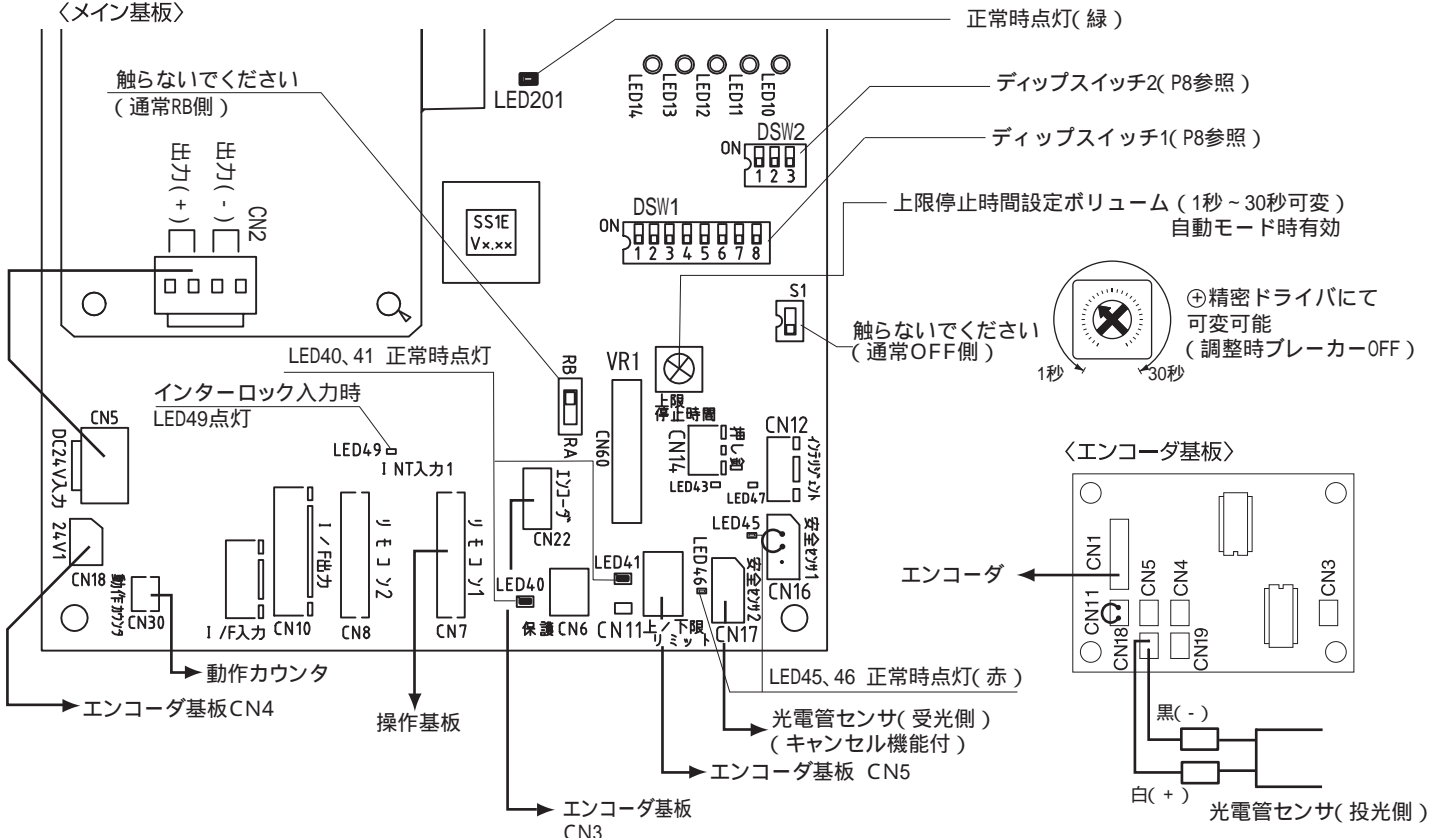 〈メイン基板〉
正常時点灯(緑)
触らないでください
(通常RB側)
LED201
LED14
LED13
LED12
LED11
LED10
ディップスイッチ2(P8参照)
DSW2
ON
1 2 3
ディップスイッチ1(P8参照)
出力(+)
出力(-)
CN2
SS1E
V×.××
DSW1
ON
1 2 3 4 5 6 7 8
上限停止時間設定ボリューム(1秒~30秒可変)
自動モード時有効
S1
触らないでください
(通常OFF側)
⊕精密ドライバにて
可変可能
(調整時ブレーカーOFF)
1秒
30秒
LED40、41 正常時点灯
インターロック入力時
LED49点灯
RB
RA
VR1
上限
停止時間
CN60
CN5
DC24V入力
LED49
INT入力1
CN14
押し釦
CN12
インテリジェント
LED43
LED47
24V1
CN18
動作カウンタ
CN30
I/F入力
I/F出力
CN10
リモコン2
CN8
リモコン1
CN7
エンコーダ
CN22
LED40
LED41
保護 CN6
CN11
上/下限
リミット
LED45
LED46
安全センサ1
CN16
安全センサ2
CN17
〈エンコーダ基板〉
エンコーダ
CN1
CN5
CN4
CN3
CN11
CN18
CN19
動作カウンタ
エンコーダ基板CN4
操作基板
LED45、46 正常時点灯(赤)
光電管センサ(受光側)
(キャンセル機能付)
エンコーダ基板 CN5
エンコーダ基板
CN3
黒(-)
白(+)
光電管センサ(投光側)